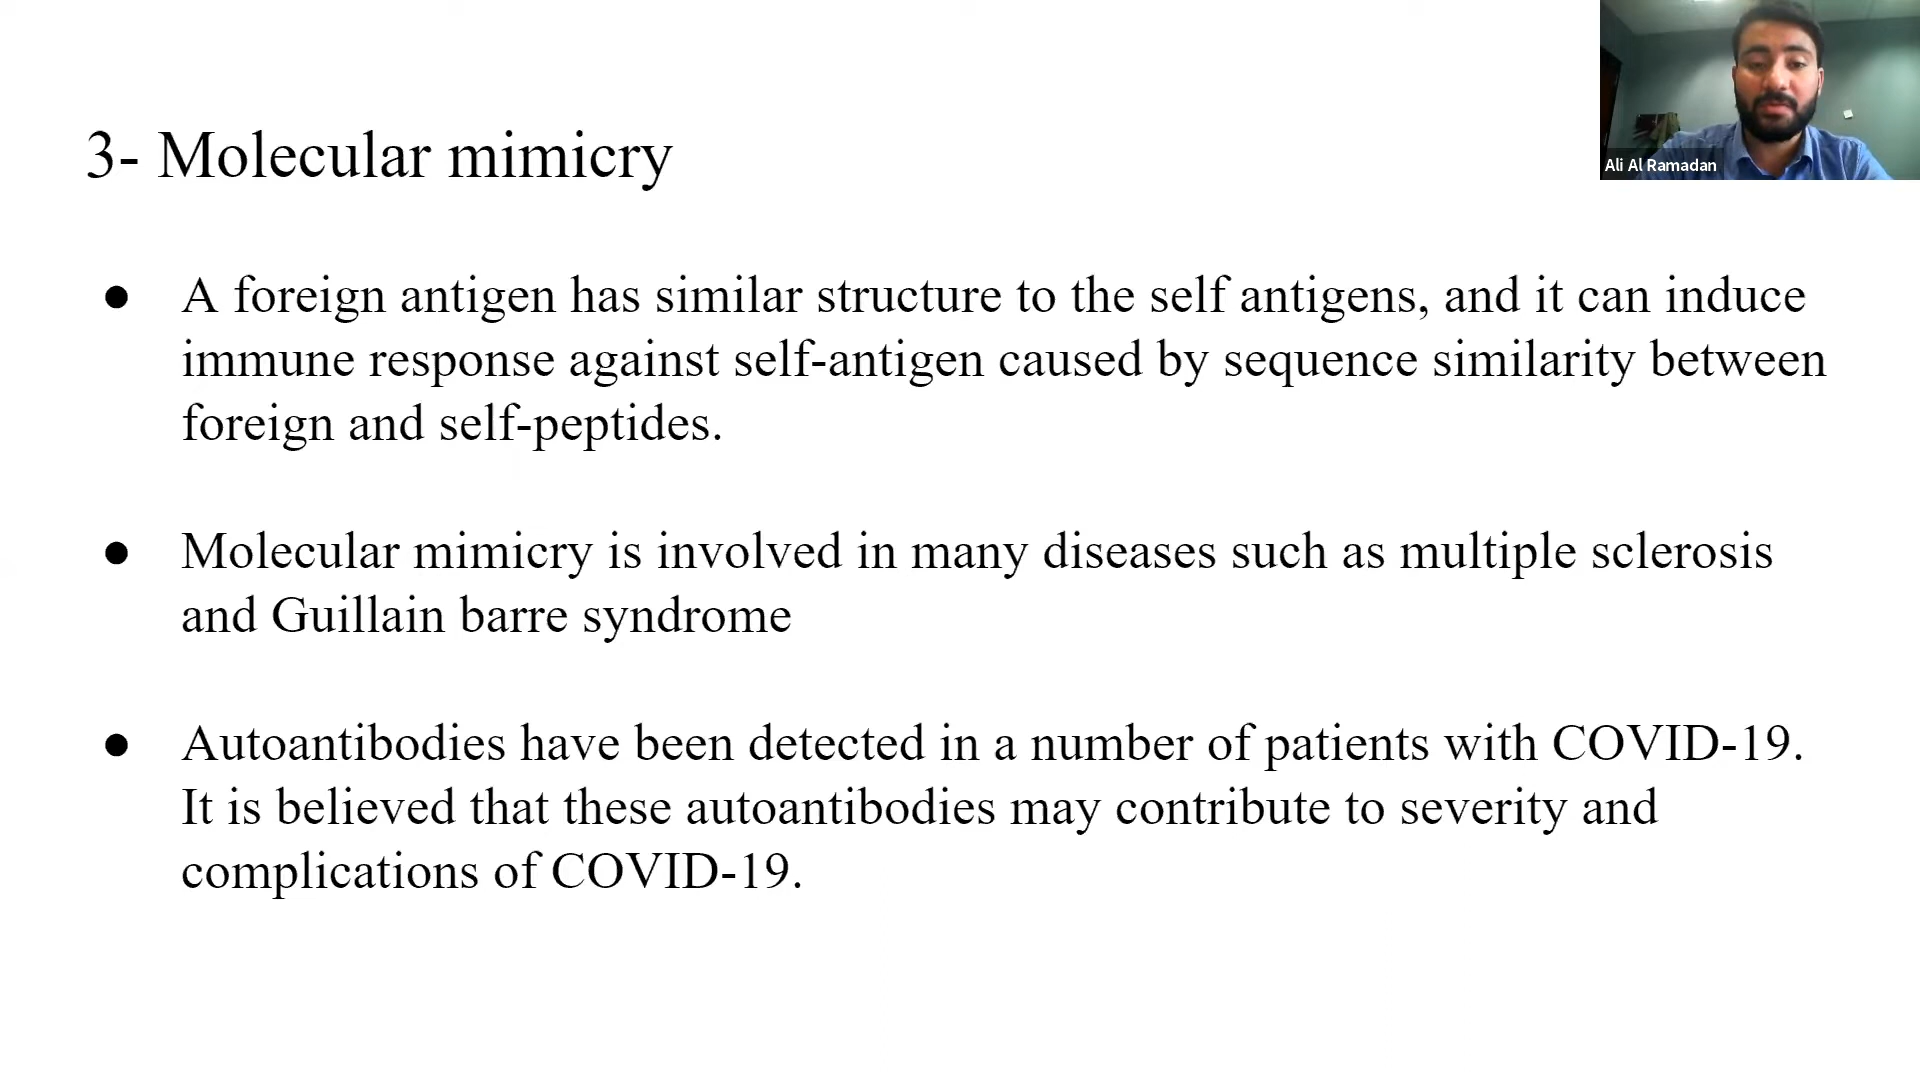 Ali Al Ramadan
3- Molecular mimicry
● A foreign antigen has similar structure to the self antigens, and it can induce
immune response against self-antigen caused by sequence similarity between
foreign and self-peptides.
● Molecular mimicry is involved in many diseases such as multiple sclerosis
and Guillain barre syndrome
● Autoantibodies have been detected in a number of patients with COVID-19.
It is believed that these autoantibodies may contribute to severity and
complications of COVID-19.